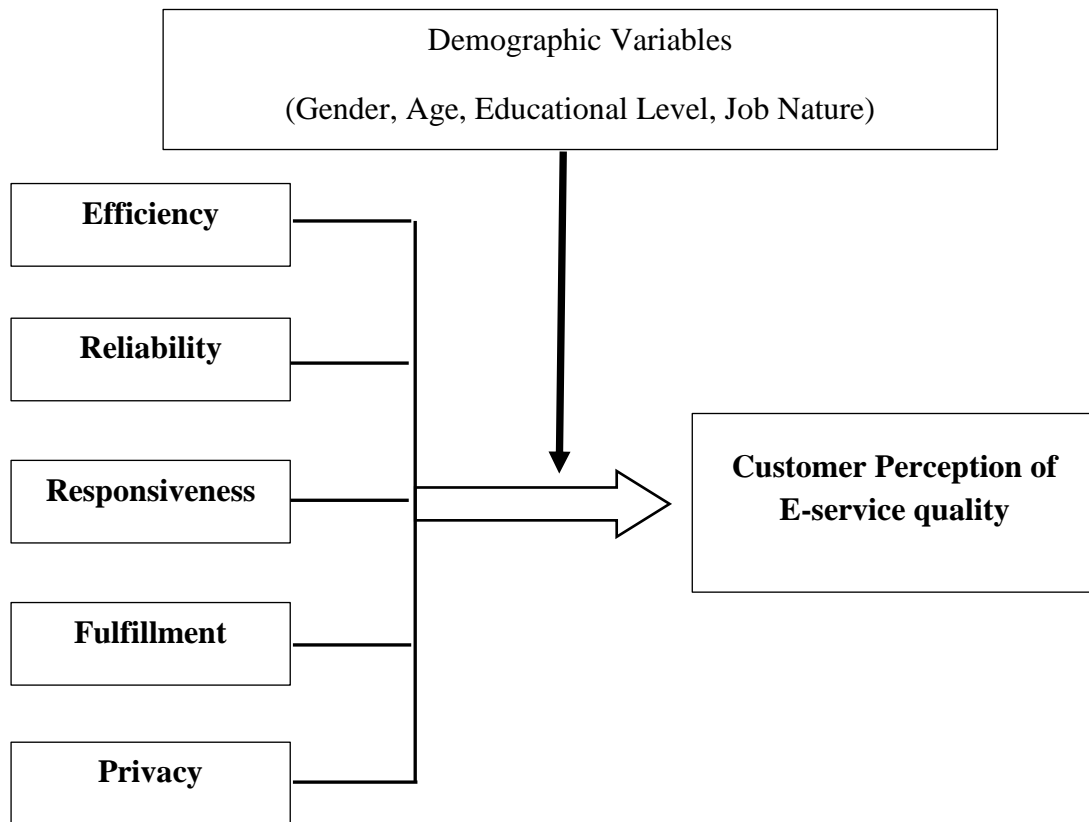 Demographic Variables
(Gender, Age, Educational Level, Job Nature)
Efficiency
Reliability
Responsiveness
Fulfillment
Privacy
Customer Perception of
E-service quality